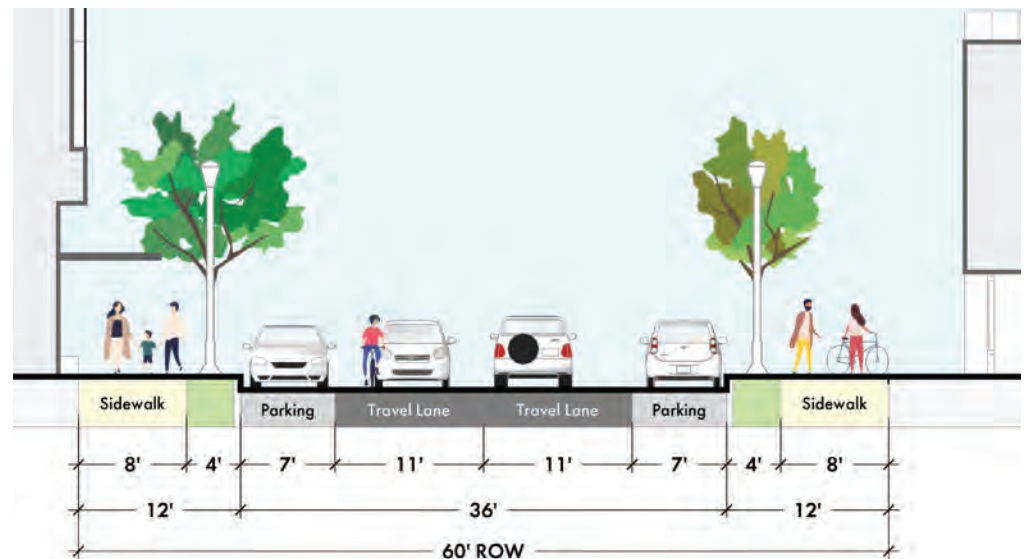 Sidewalk
Parking
Travel Lane
Travel Lane
Parking
Sidewalk
8'
4'
7'
11'
11'
7'
4'
8'
12'
36'
12'
60' ROW